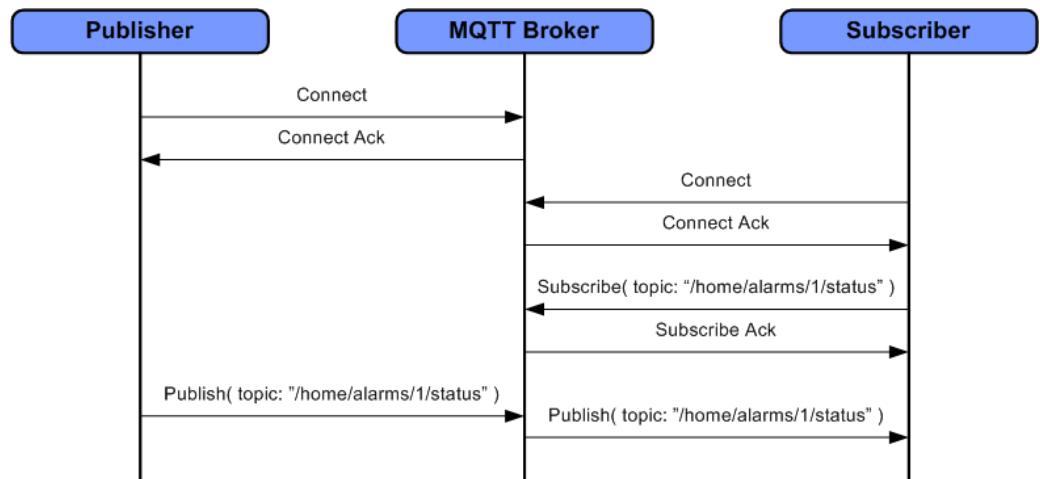 Publisher
MQTT Broker
Subscriber
Connect
Connect Ack
Connect
Connect Ack
Subscribe( topic: “/home/alarms/1/status” )
Subscribe Ack
Publish( topic: ”/home/alarms/1/status” )
Publish( topic: ”/home/alarms/1/status” )